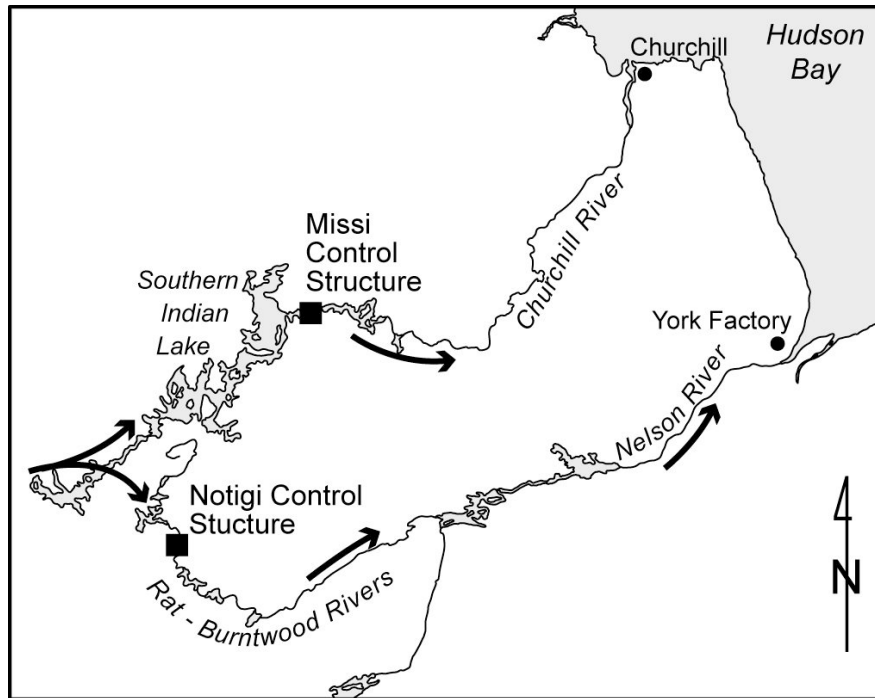 Hudson
Bay
Churchill
Churchill River
Missi
Control
Structure
Southern
Indian
Lake
York Factory
Nelson River
Notigi Control
Stucture
Rat - Burntwood Rivers
N